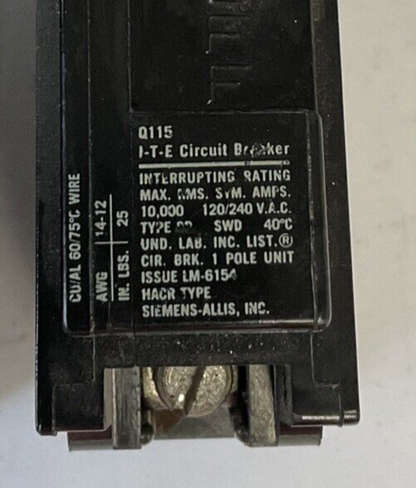 Q115
I-T-E Circuit Breaker
INTERRUPTING RATING
MAX. RMS. SYM. AMPS.
10,000 120/240 V.A.C.
TYPE SWD 40°C
UND. LAB. INC. LIST.®
CIR. BRK. 1 POLE UNIT
ISSUE LM-6154
HACR TYPE
SIEMENS-ALLIS, INC.
CU/AL 60/75°C WIRE
AWG 14-12
IN. LBS. 25